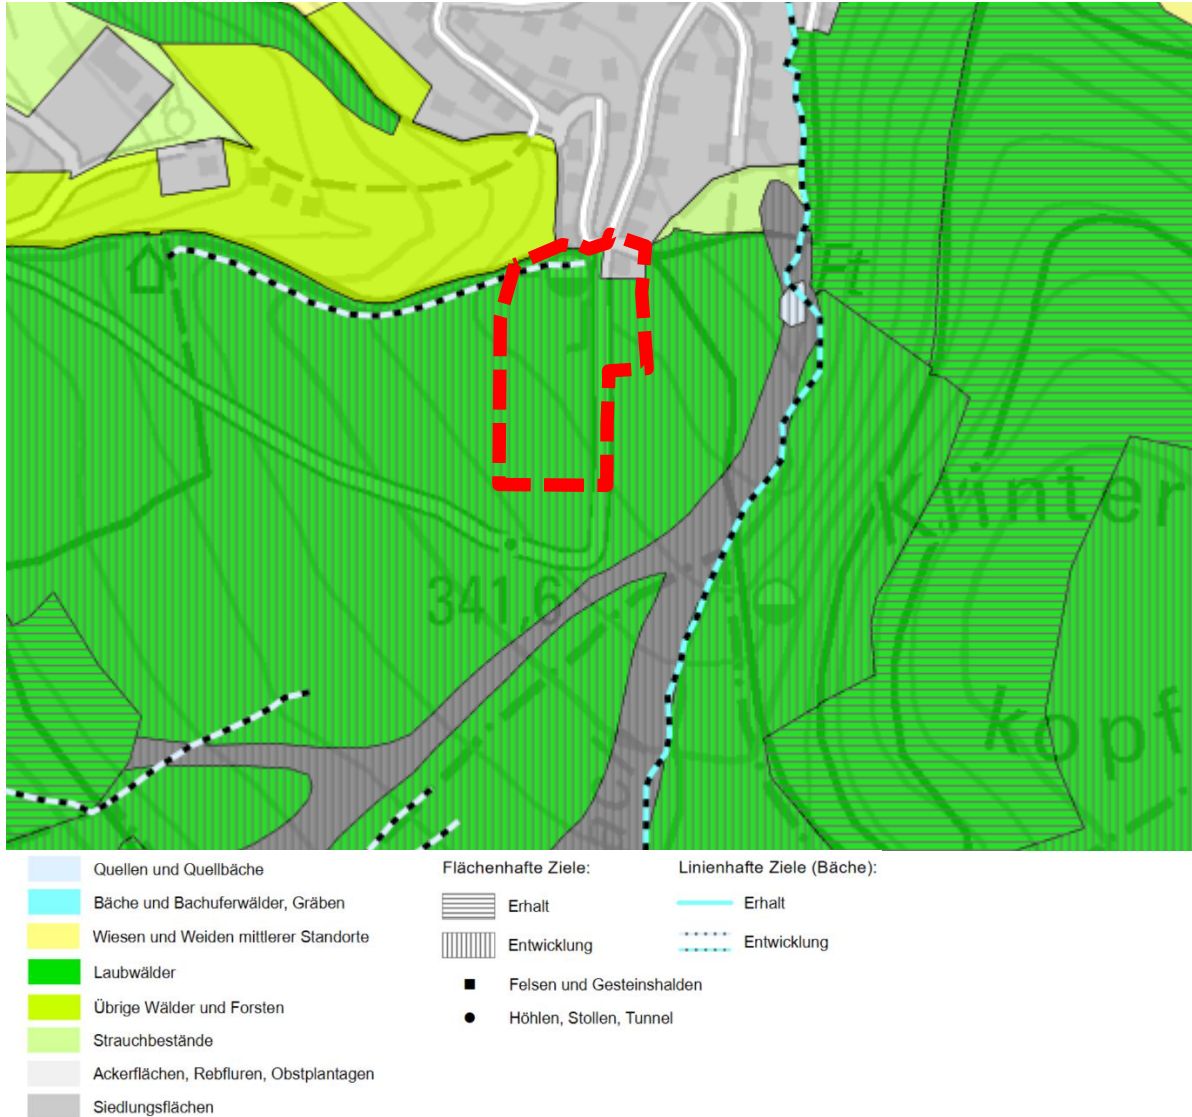 Ft
Klinter
341,6
kopf
Quellen und Quellbäche
Bäche und Bachuferwälder, Gräben
Wiesen und Weiden mittlerer Standorte
Laubwälder
Übrige Wälder und Forsten
Strauchbestände
Ackerflächen, Rebfluren, Obstplantagen
Siedlungsflächen
Flächenhafte Ziele:
Erhalt
Entwicklung
Felsen und Gesteinshalden
Höhlen, Stollen, Tunnel
Linienhafte Ziele (Bäche):
Erhalt
Entwicklung